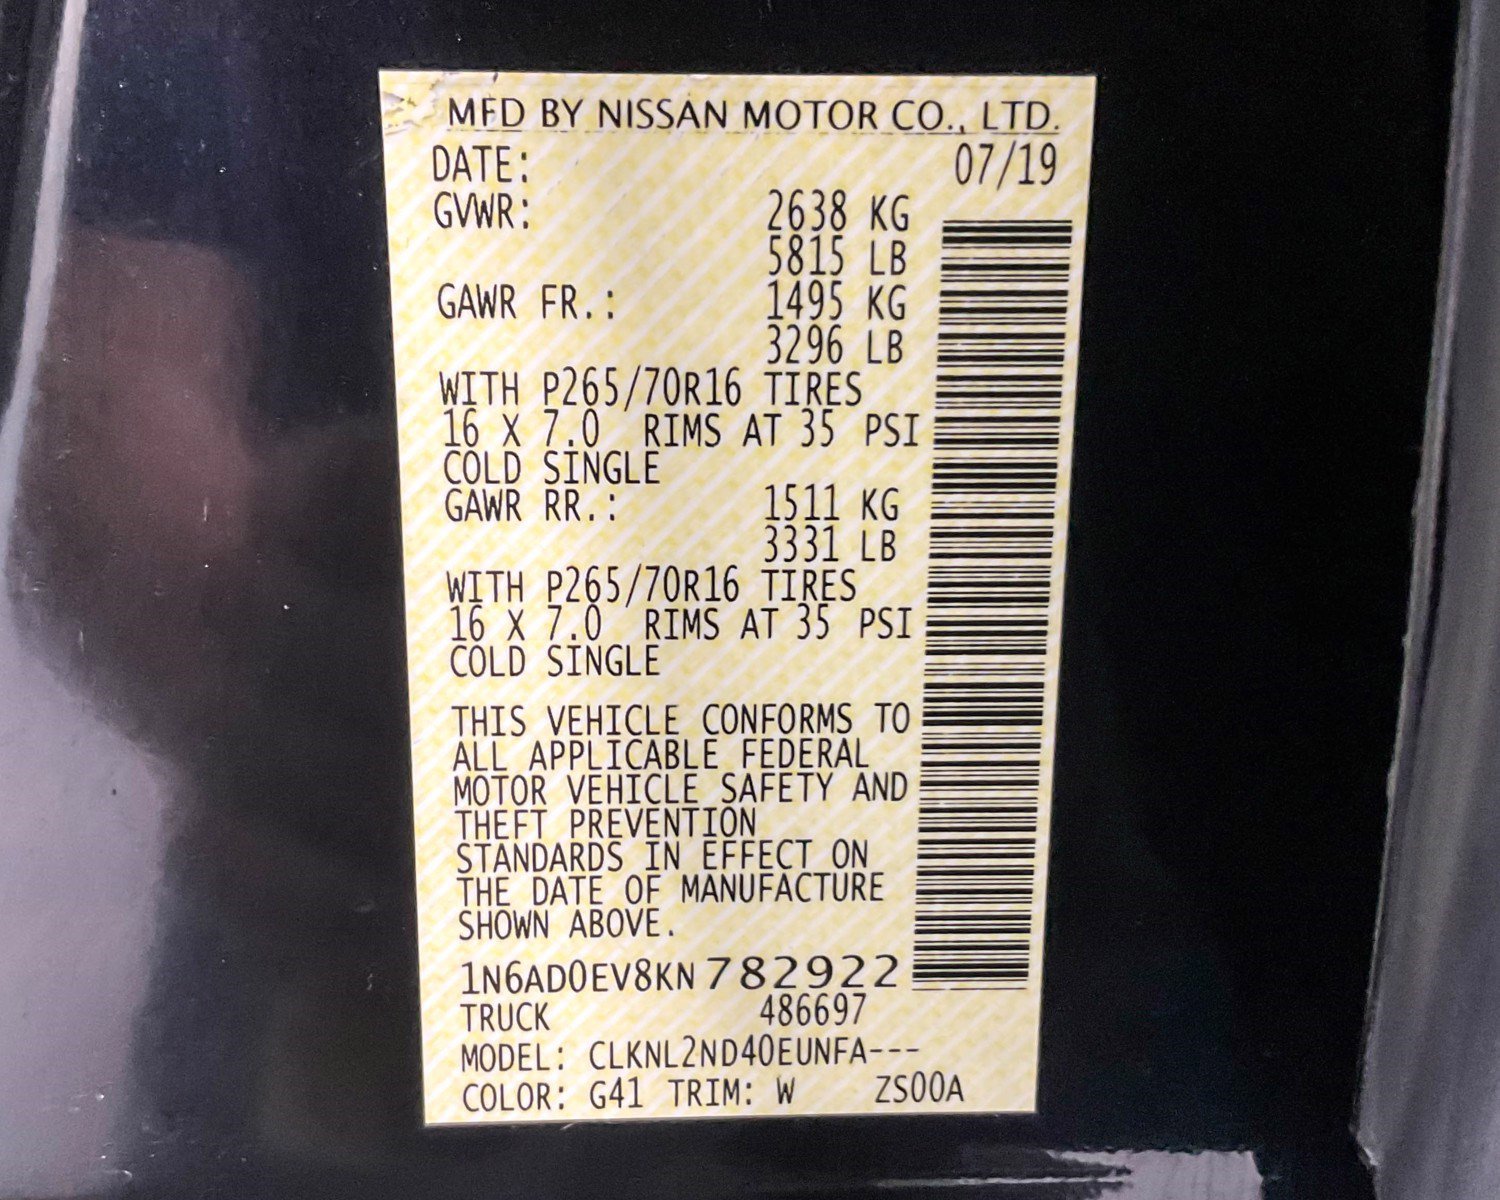 MFD BY NISSAN MOTOR CO., LTD.
DATE: 07/19
GVWR: 2638 KG
5815 LB
GAWR FR.: 1495 KG
3296 LB
WITH P265/70R16 TIRES
16 X 7.0 RIMS AT 35 PSI
COLD SINGLE
GAWR RR.: 1511 KG
3331 LB
WITH P265/70R16 TIRES
16 X 7.0 RIMS AT 35 PSI
COLD SINGLE
THIS VEHICLE CONFORMS TO
ALL APPLICABLE FEDERAL
MOTOR VEHICLE SAFETY AND
THEFT PREVENTION
STANDARDS IN EFFECT ON
THE DATE OF MANUFACTURE
SHOWN ABOVE.
1N6AD0EV8KN782922
TRUCK 486697
MODEL: CLKNL2ND40EUNFA---
COLOR: G41 TRIM: W ZS00A